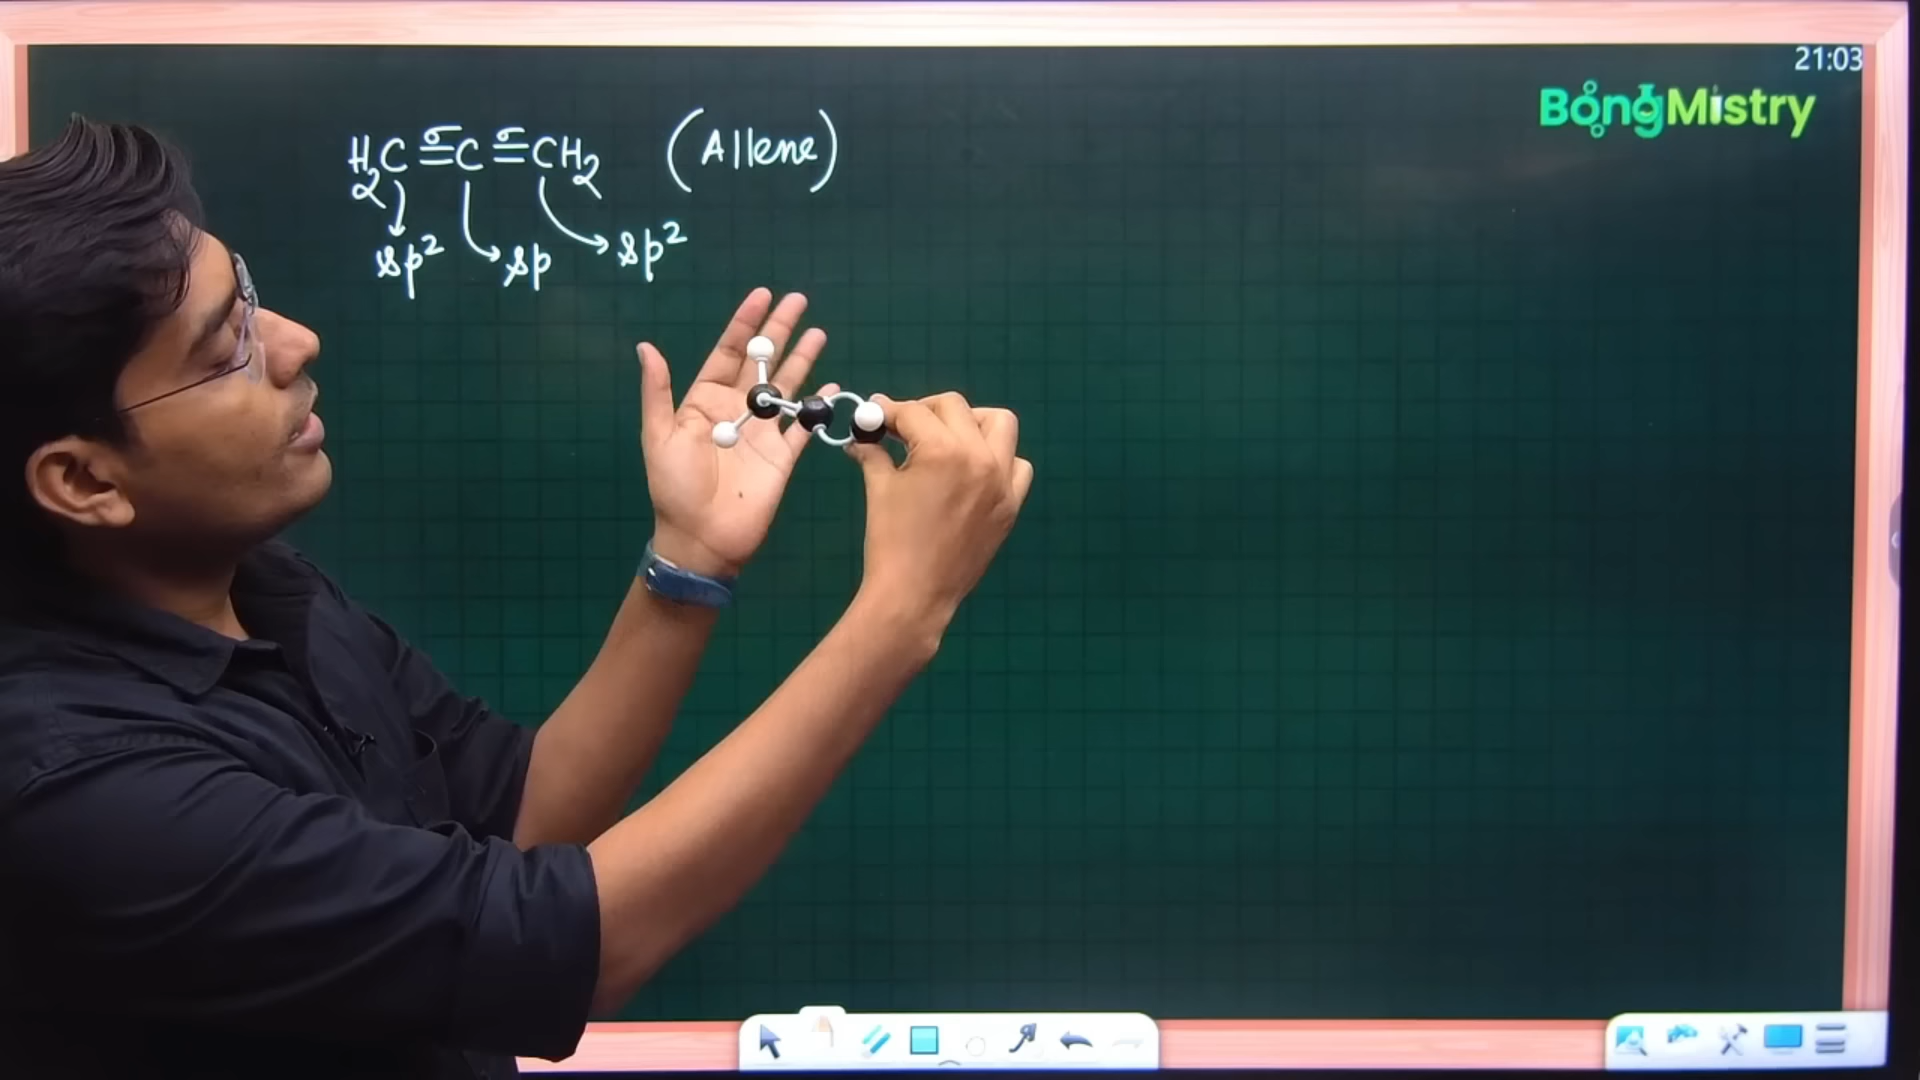 21:03
BongMistry
H₂C = C = CH₂ (Allene)
σ σ
sp² sp sp²